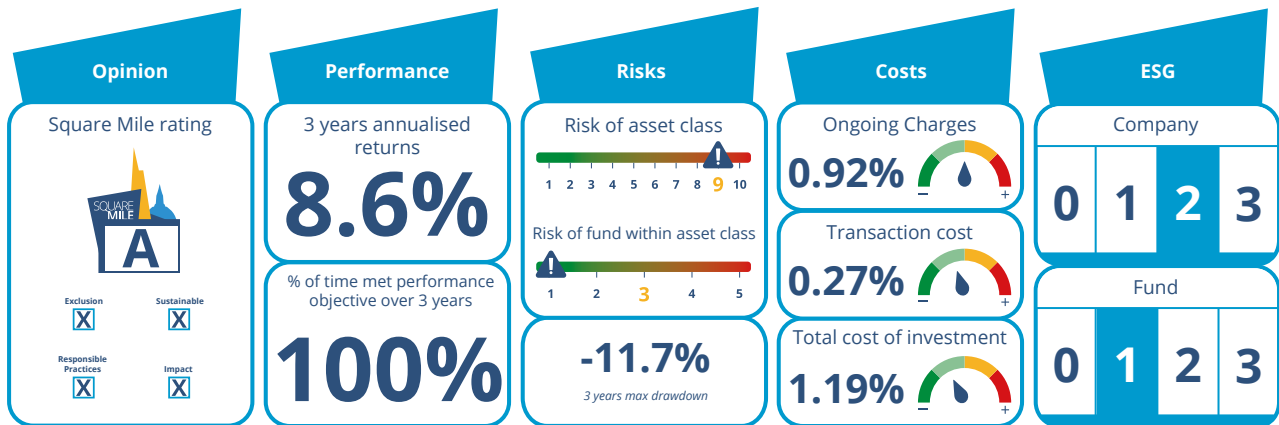 Opinion
Square Mile rating
SQUARE
MILE
A
Exclusion
X
Sustainable
X
Responsible
Practices
X
Impact
X
Performance
3 years annualised
returns
8.6%
% of time met performance
objective over 3 years
100%
Risks
Risk of asset class
!
1 2 3 4 5 6 7 8 9 10
Risk of fund within asset class
!
1 2 3 4 5
-11.7%
3 years max drawdown
Costs
Ongoing Charges
0.92%
– +
Transaction cost
0.27%
– +
Total cost of investment
1.19%
– +
ESG
Company
0 1 2 3
Fund
0 1 2 3